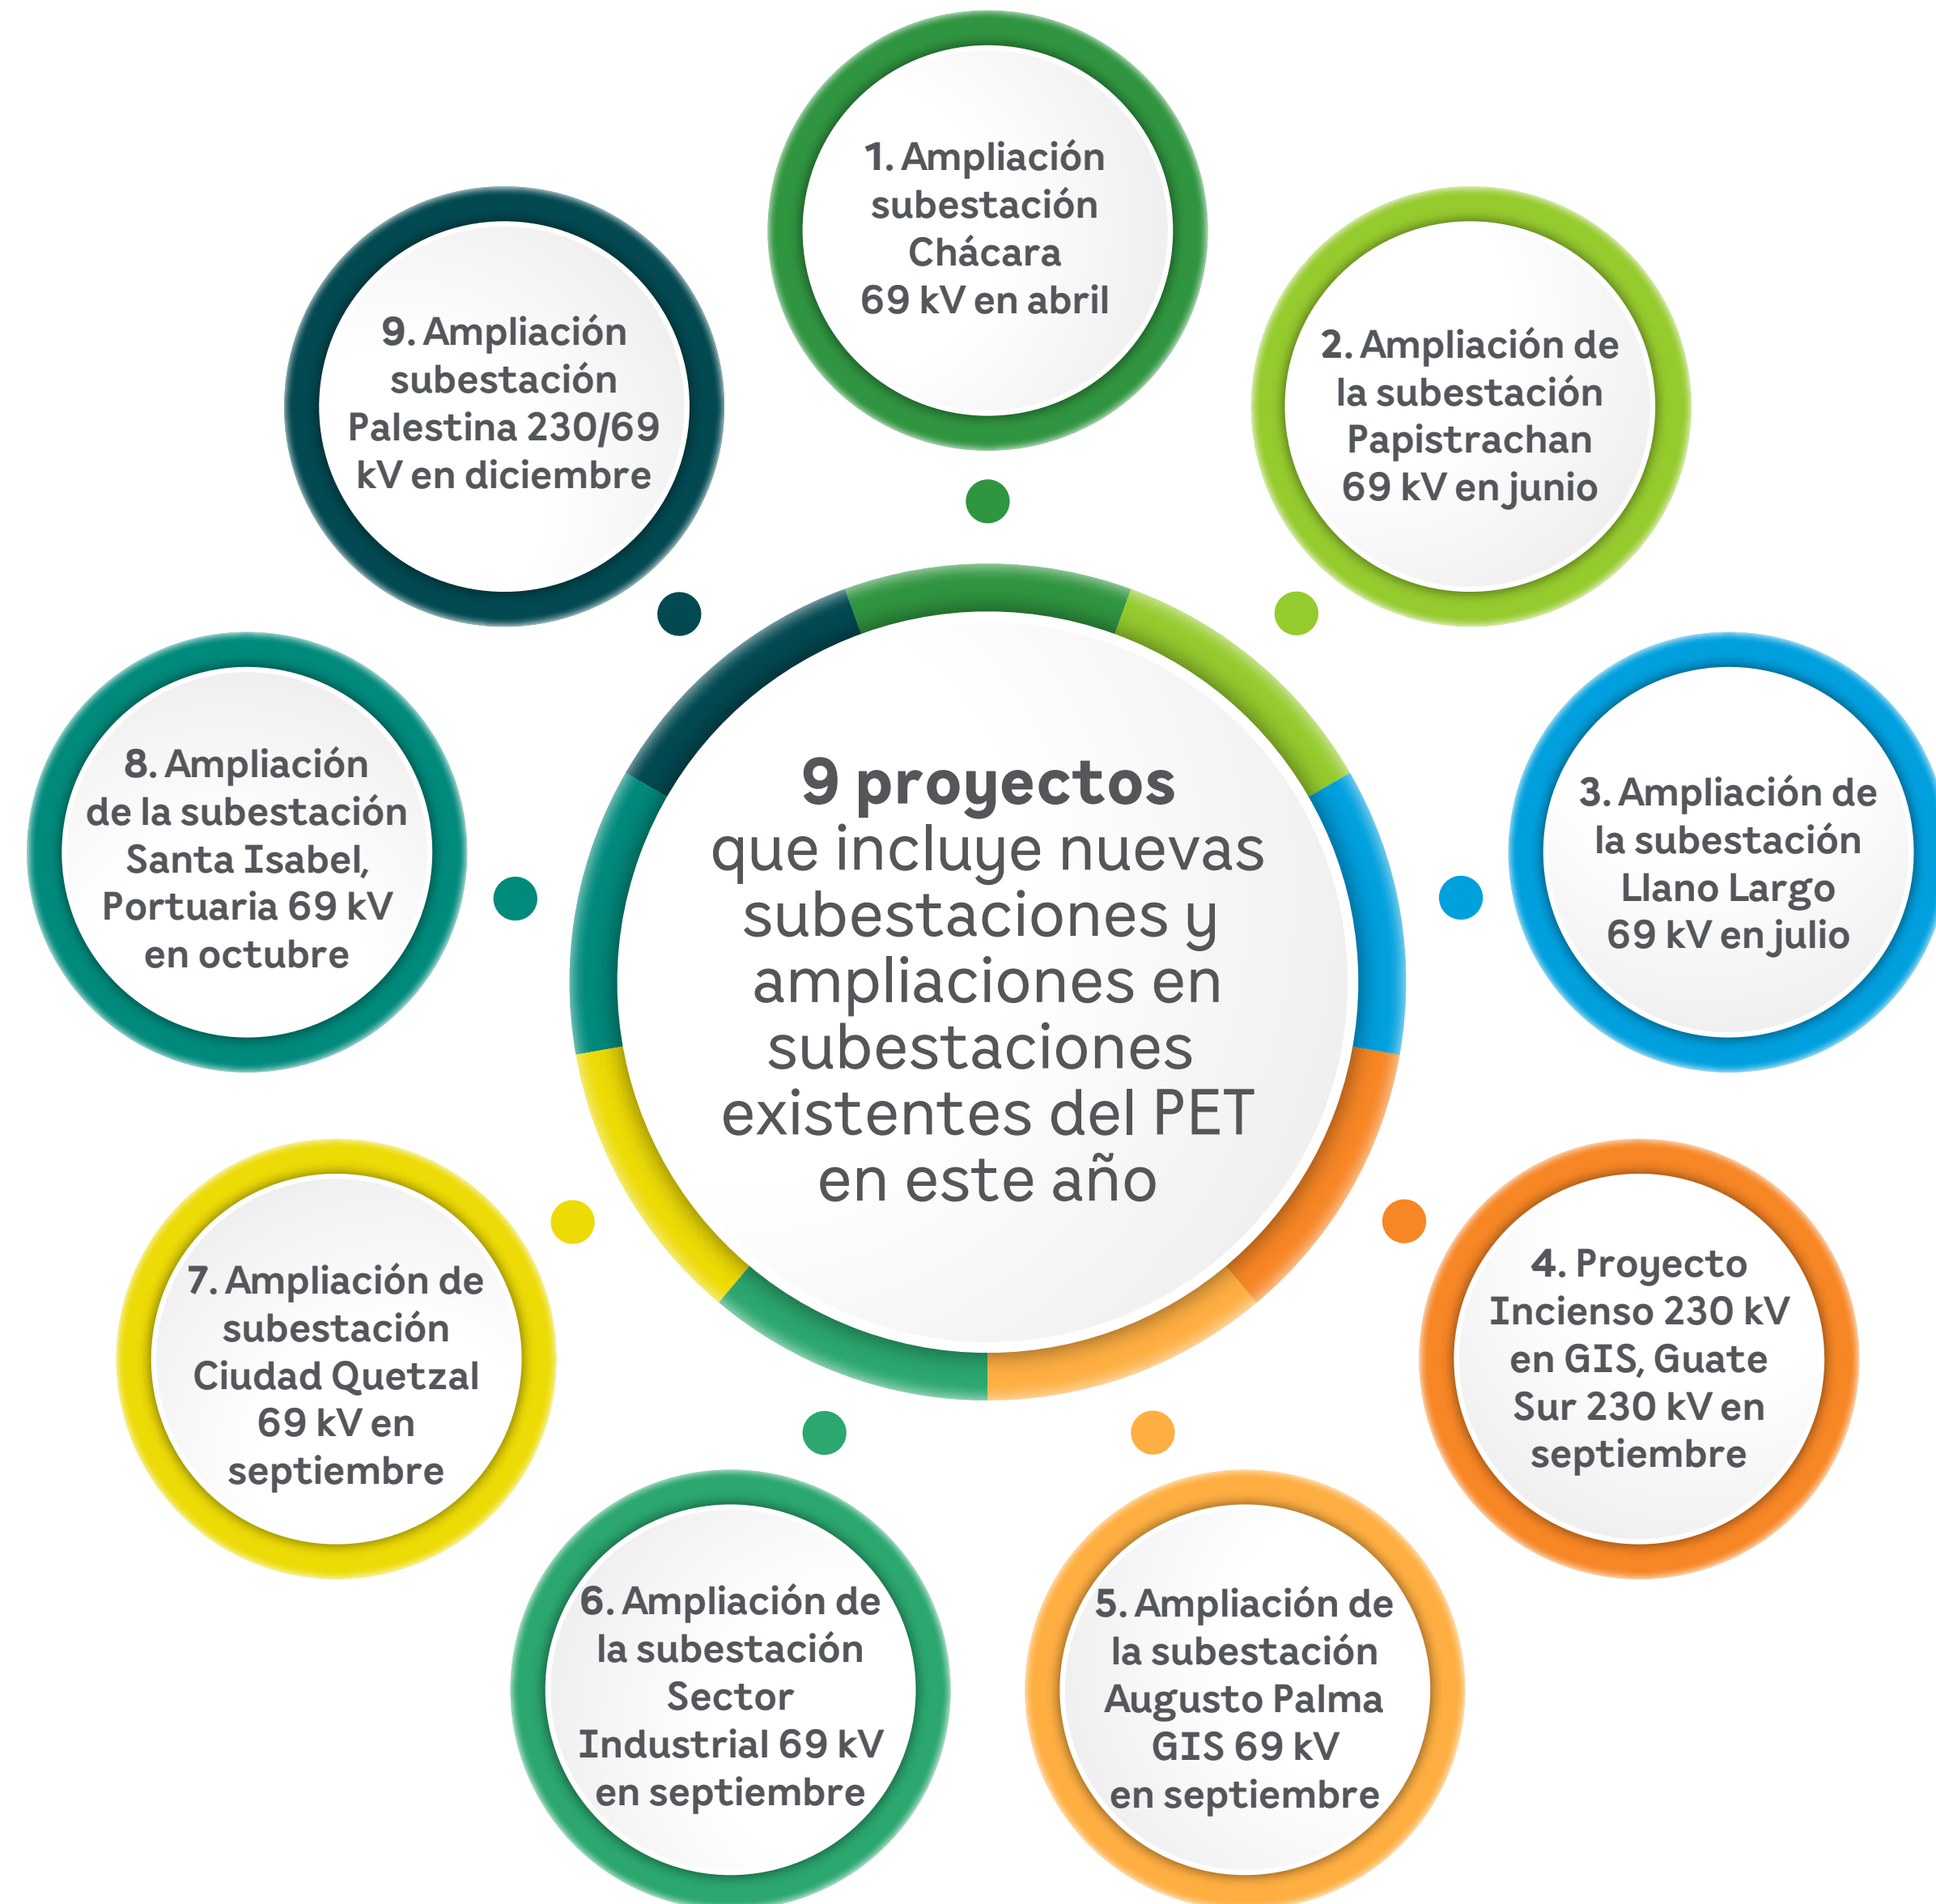 9 proyectos
que incluye nuevas
subestaciones y
ampliaciones en
subestaciones
existentes del PET
en este año
1. Ampliación
subestación
Chácara
69 kV en abril
2. Ampliación de
la subestación
Papistrachan
69 kV en junio
3. Ampliación de
la subestación
Llano Largo
69 kV en julio
4. Proyecto
Incienso 230 kV
en GIS, Guate
Sur 230 kV en
septiembre
5. Ampliación de
la subestación
Augusto Palma
GIS 69 kV
en septiembre
6. Ampliación de
la subestación
Sector
Industrial 69 kV
en septiembre
7. Ampliación de
subestación
Ciudad Quetzal
69 kV en
septiembre
8. Ampliación
de la subestación
Santa Isabel,
Portuaria 69 kV
en octubre
9. Ampliación
subestación
Palestina 230/69
kV en diciembre